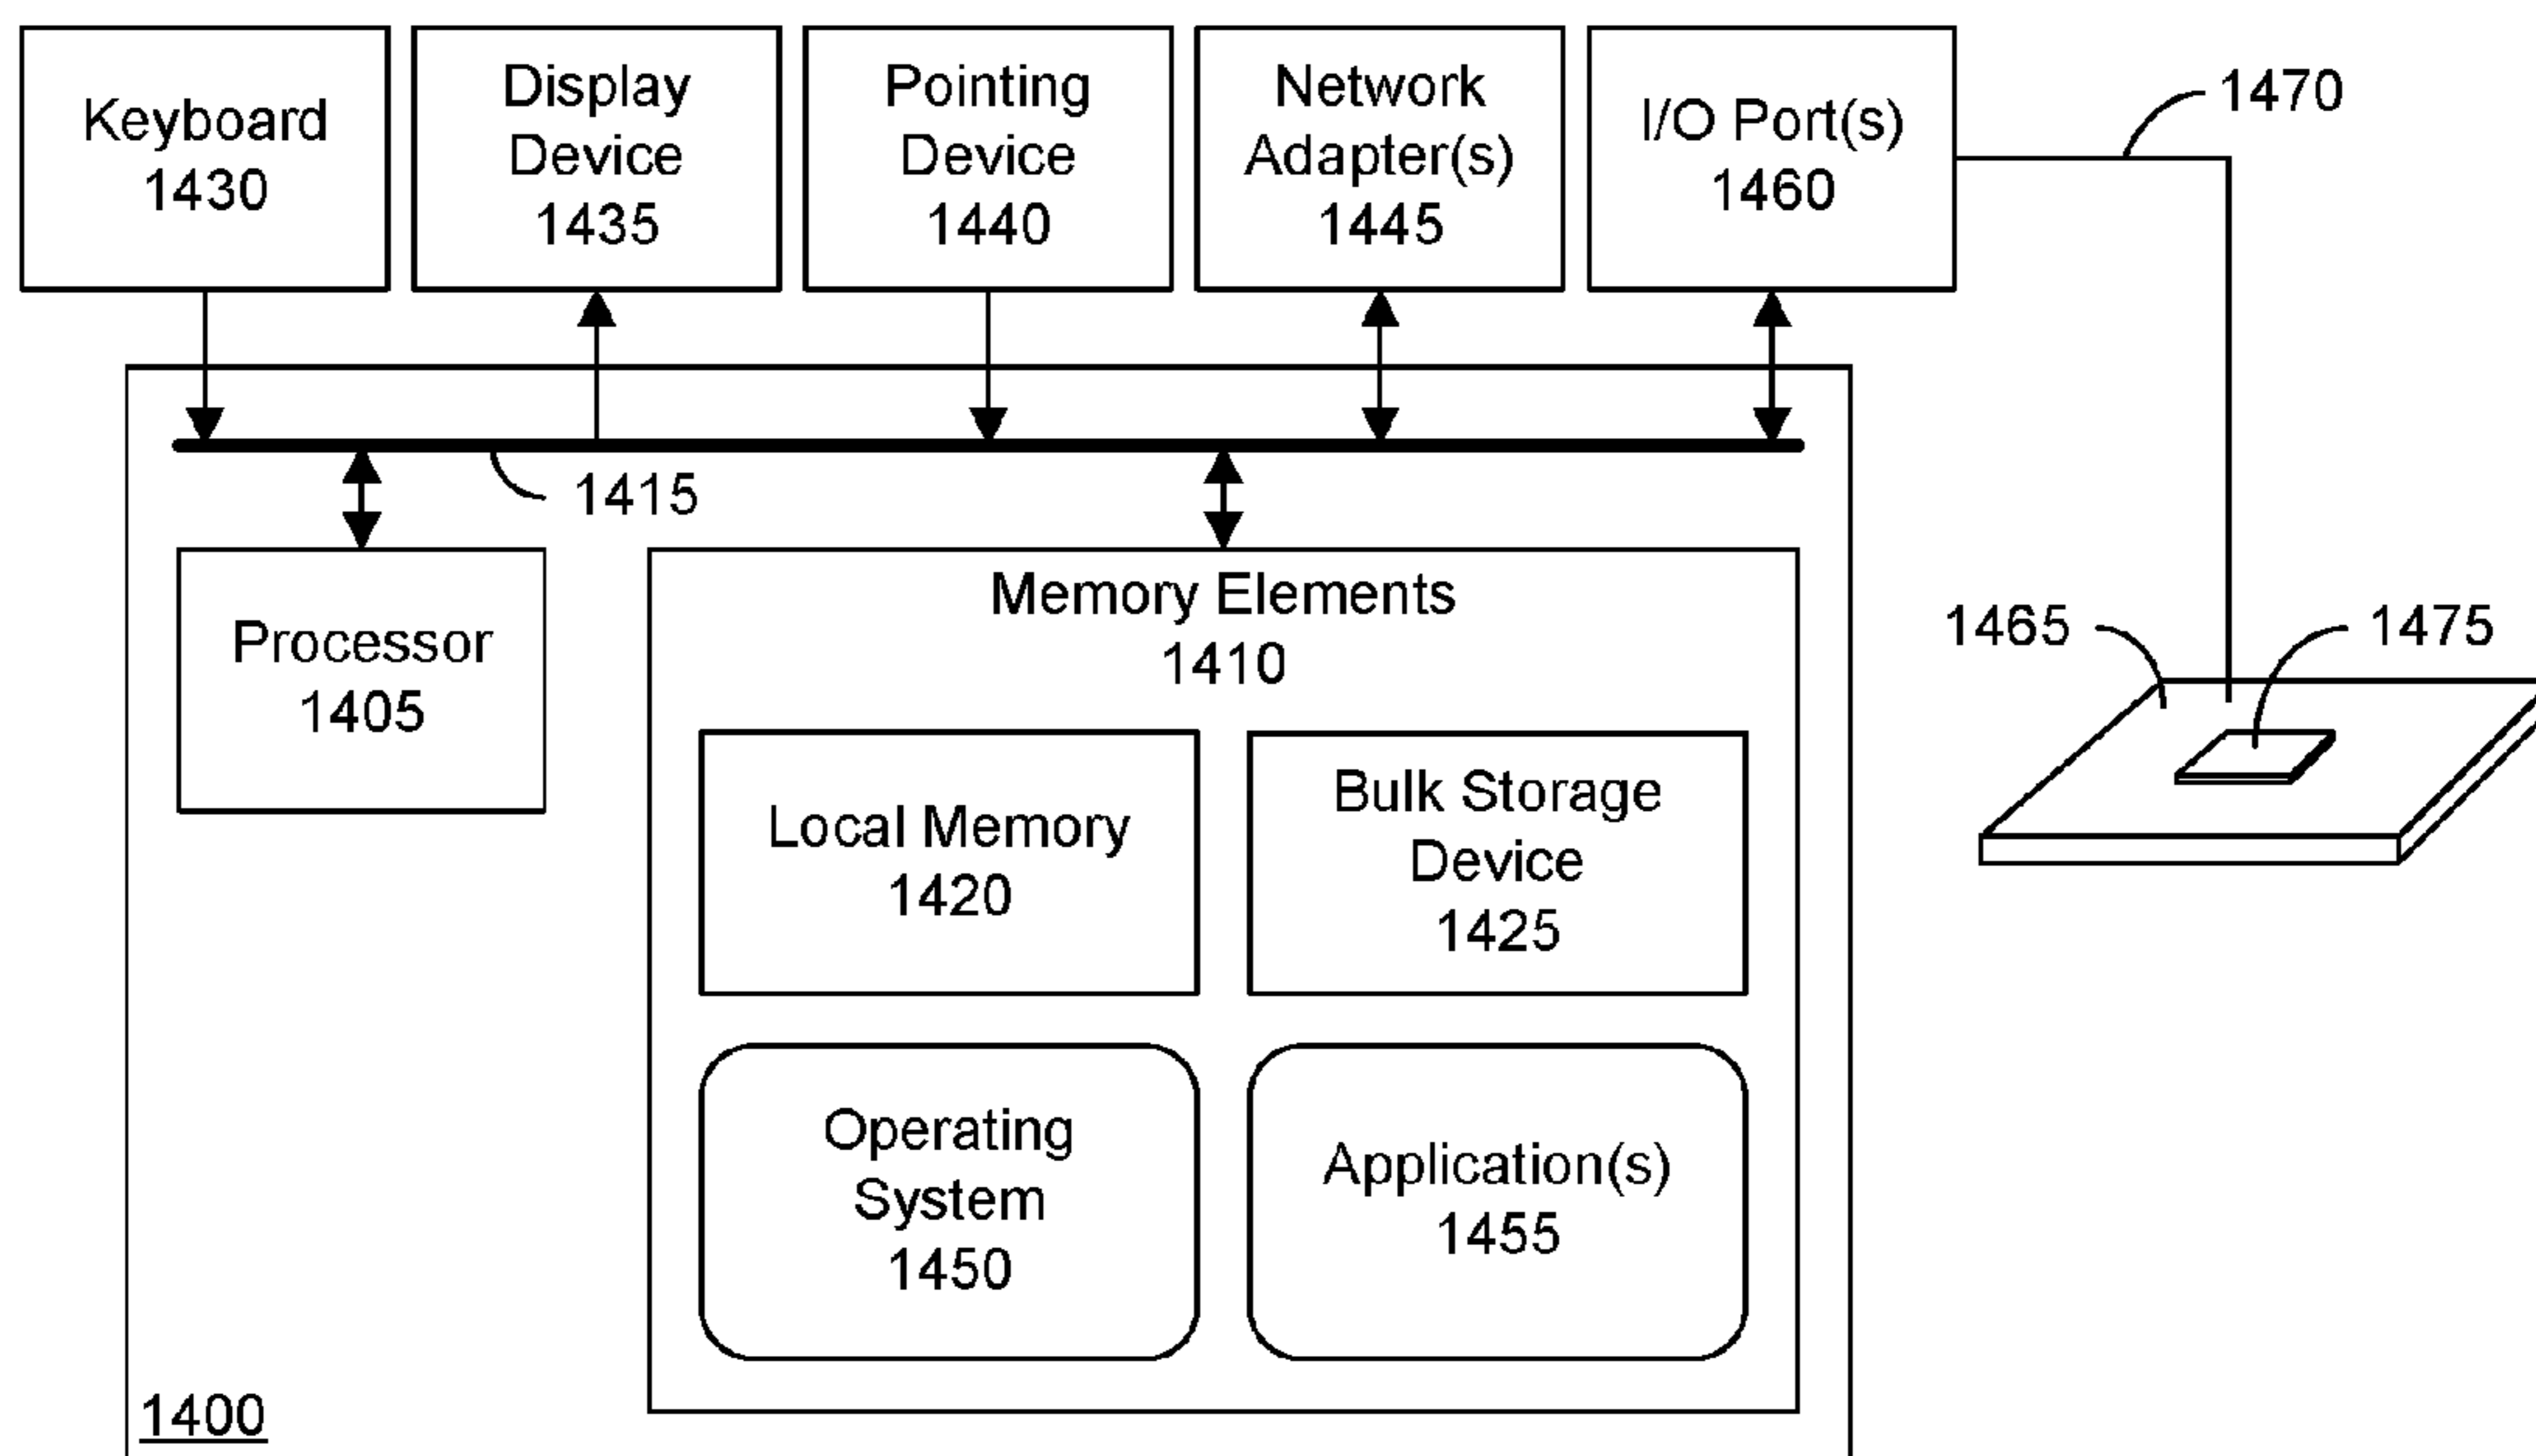 Keyboard
1430
Display
Device
1435
Pointing
Device
1440
Network
Adapter(s)
1445
I/O Port(s)
1460
1470
1415
Processor
1405
Memory Elements
1410
1465
1475
Local Memory
1420
Bulk Storage
Device
1425
Operating
System
1450
Application(s)
1455
1400